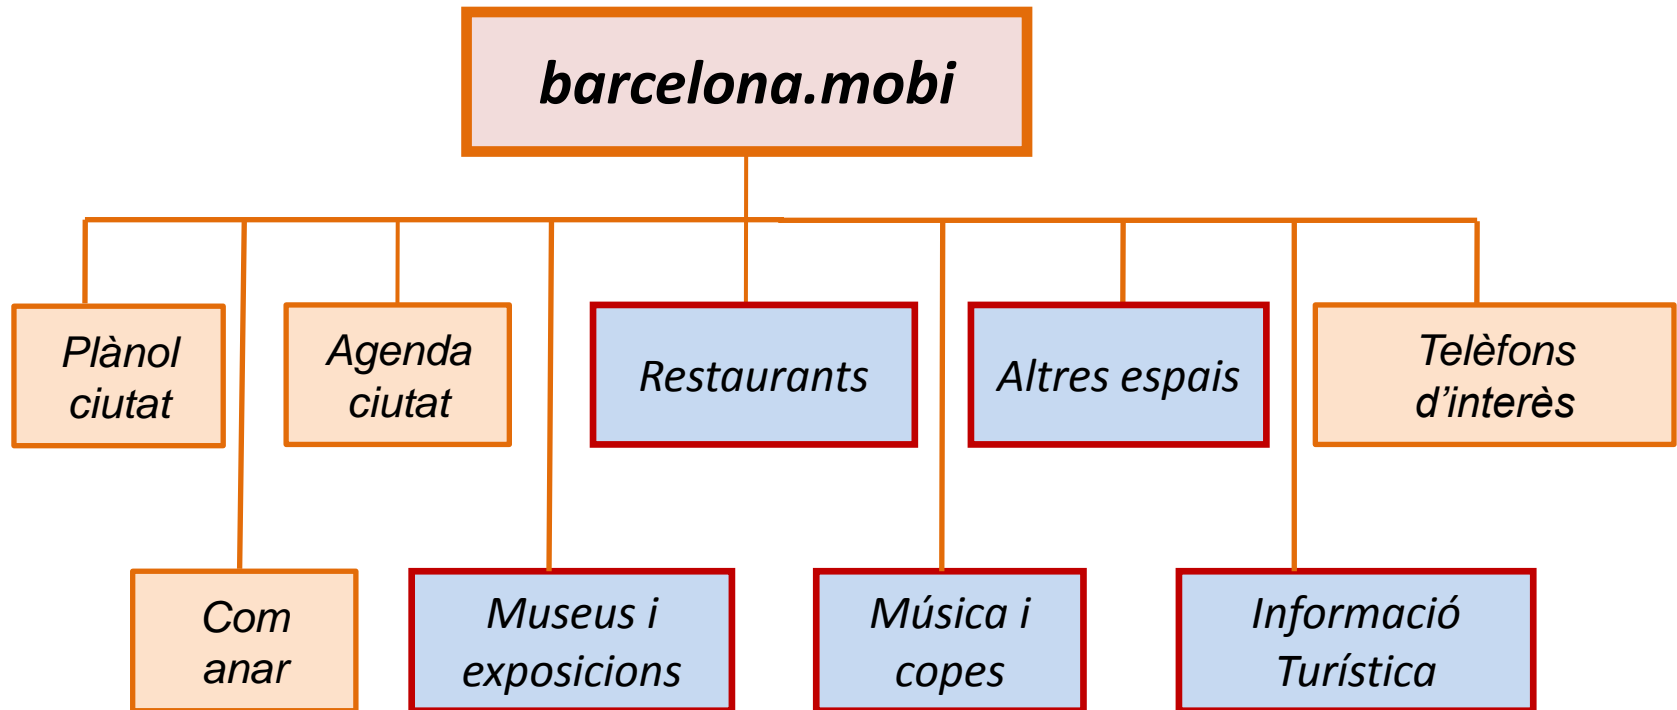 barcelona.mobi
Plànol
ciutat
Agenda
ciutat
Restaurants
Altres espais
Telèfons
d’interès
Com
anar
Museus i
exposicions
Música i
copes
Informació
Turística